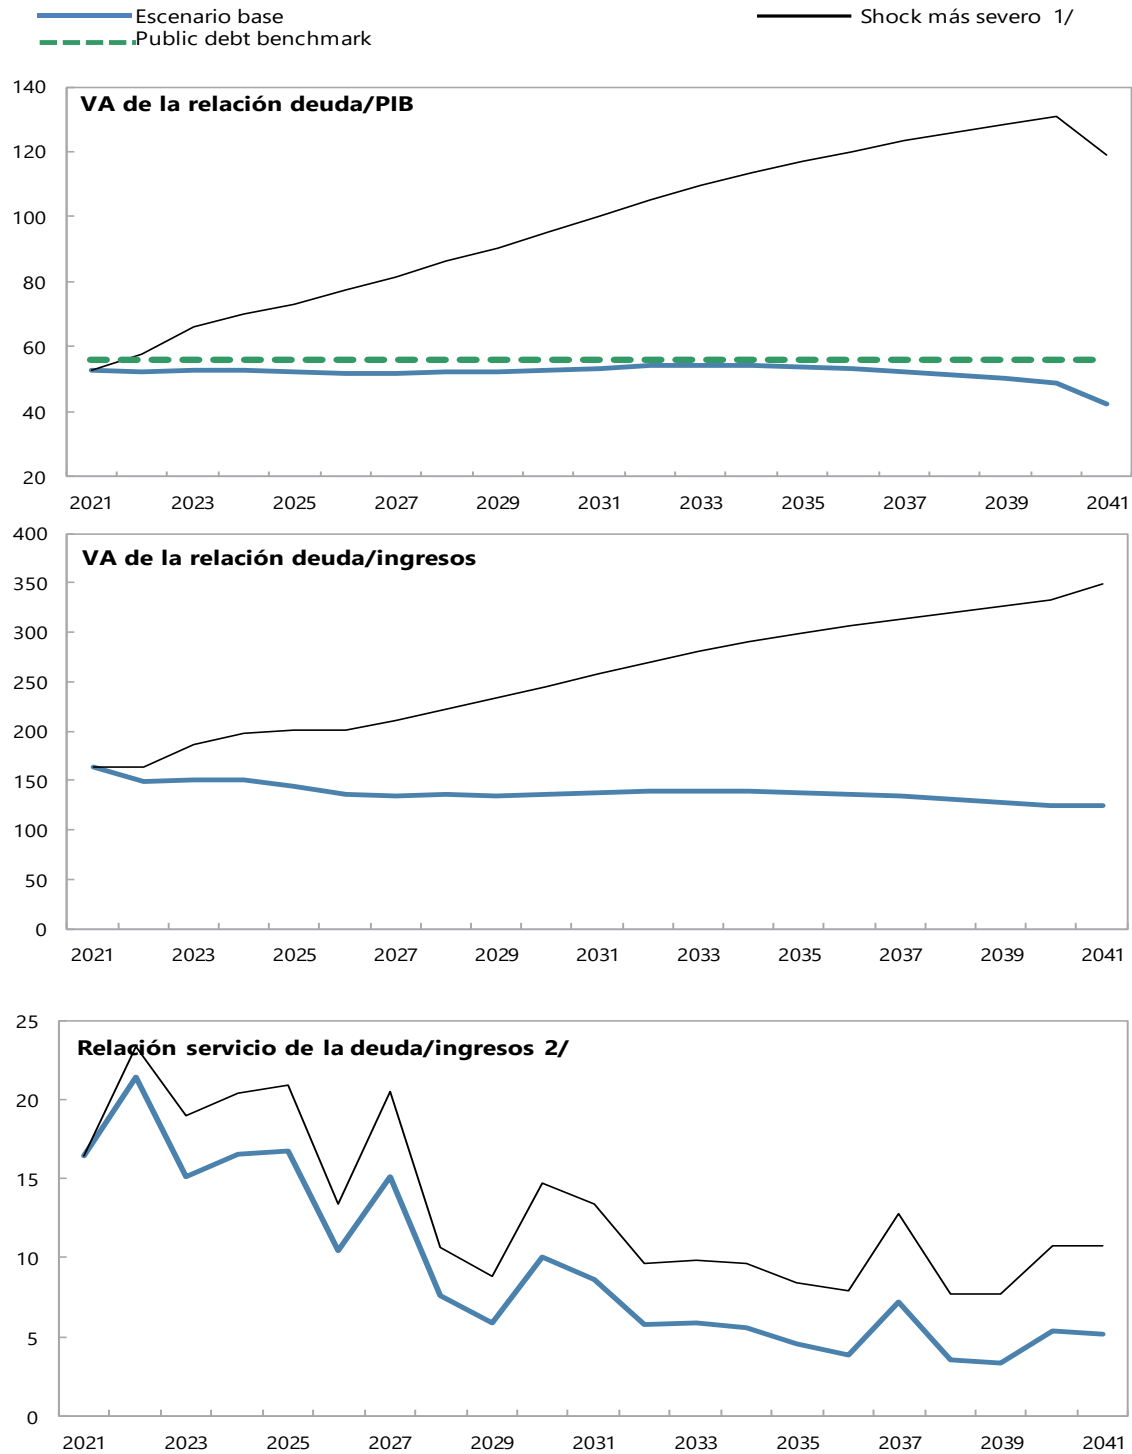 Escenario base
Shock más severo 1/
Public debt benchmark
140
VA de la relación deuda/PIB
120
100
80
60
40
20
2021 2023 2025 2027 2029 2031 2033 2035 2037 2039 2041
400
VA de la relación deuda/ingresos
350
300
250
200
150
100
50
0
2021 2023 2025 2027 2029 2031 2033 2035 2037 2039 2041
25
Relación servicio de la deuda/ingresos 2/
20
15
10
5
0
2021 2023 2025 2027 2029 2031 2033 2035 2037 2039 2041